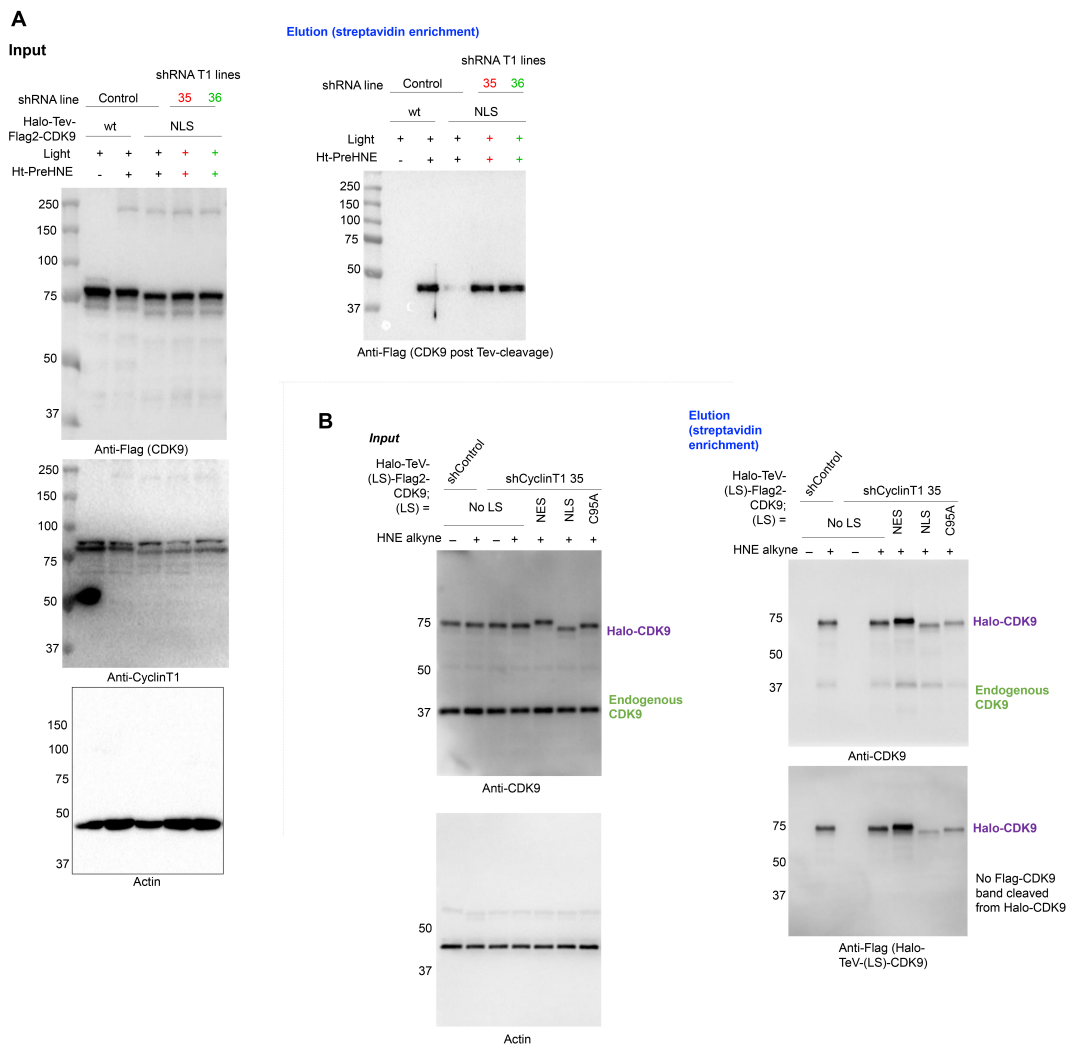 A
Input
shRNA T1 lines
shRNA line Control 35 36
Halo-Tev-
Flag2-CDK9
wt NLS
Light + + + + +
Ht-PreHNE - + + + +
250
150
100
75
50
37
Anti-Flag (CDK9)
250
150
100
75
50
37
Anti-CyclinT1
150
100
75
50
37
Actin
Elution (streptavidin enrichment)
shRNA T1 lines
shRNA line Control 35 36
wt NLS
Light + + + + +
Ht-PreHNE - + + + +
250
150
100
75
50
37
Anti-Flag (CDK9 post Tev-cleavage)
B
Input
Halo-TeV-
(LS)-Flag2-
CDK9;
(LS) =
shControl
shCyclinT1 35
No LS
NES
NLS
C95A
HNE alkyne – + – + + + +
75
50
37
Halo-CDK9
Endogenous
CDK9
Anti-CDK9
50
37
Actin
Elution
(streptavidin
enrichment)
Halo-TeV-
(LS)-Flag2-
CDK9;
(LS) =
shControl
shCyclinT1 35
No LS
NES
NLS
C95A
HNE alkyne – + – + + + +
75
50
37
Halo-CDK9
Endogenous
CDK9
Anti-CDK9
75
50
37
Halo-CDK9
No Flag-CDK9
band cleaved
from Halo-CDK9
Anti-Flag (Halo-
TeV-(LS)-CDK9)